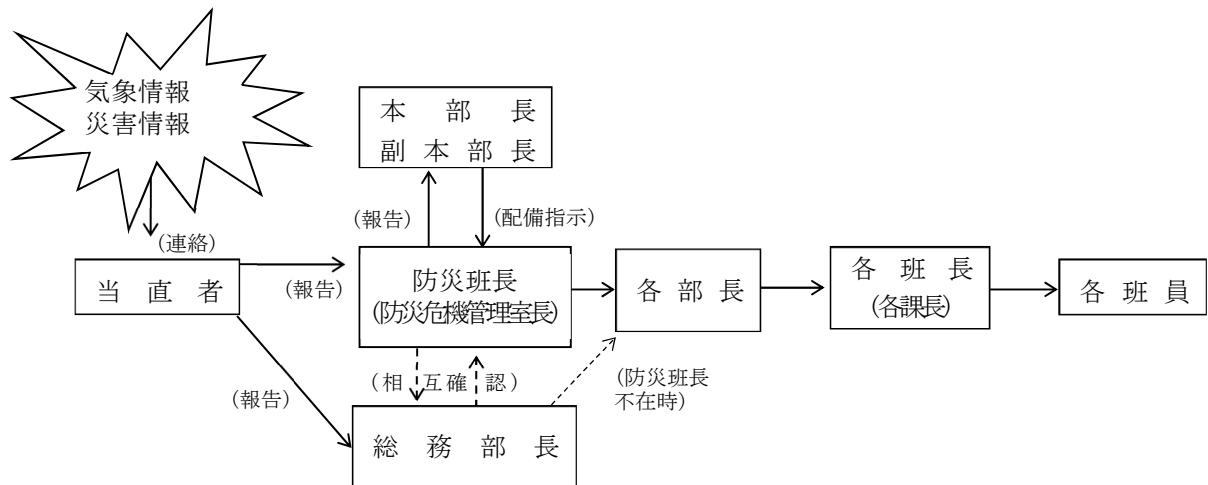 気象情報
災害情報
本部長
副本部長
(報告)
(配備指示)
(連絡)
当直者
(報告)
防災班長
(防災危機管理室長)
各部長
各班長
(各課長)
各班員
(相互確認)
(防災班長
不在時)
(報告)
総務部長